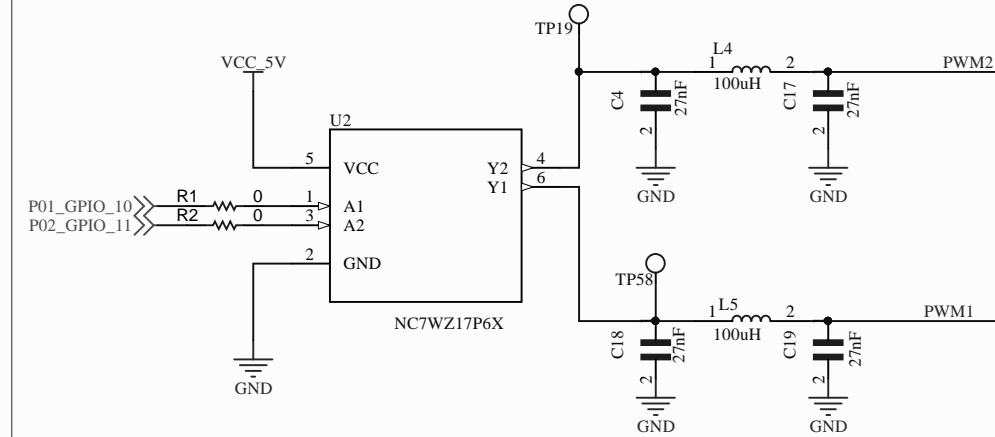 TP19
L4
VCC_5V
1
2
PWM2
100uH
C4
27nF
C17
27nF
U2
2
2
5
VCC
Y2
4
GND
GND
Y1
6
P01_GPIO_10
R1
0
1
A1
P02_GPIO_11
R2
0
3
A2
2
GND
TP58
L5
1
2
PWM1
NC7WZ17P6X
100uH
C18
27nF
C19
27nF
2
2
GND
GND
GND